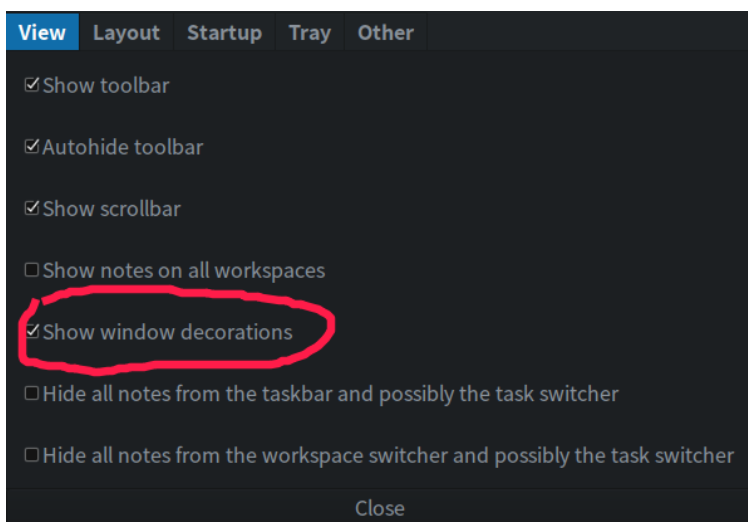 View Layout Startup Tray Other
Show toolbar
Autohide toolbar
Show scrollbar
Show notes on all workspaces
Show window decorations
Hide all notes from the taskbar and possibly the task switcher
Hide all notes from the workspace switcher and possibly the task switcher
Close